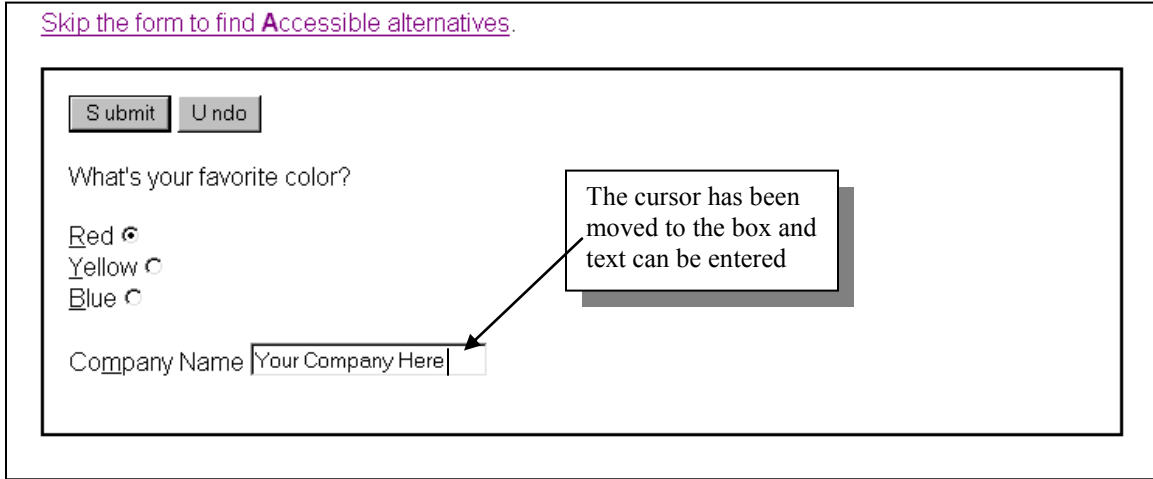 Skip the form to find Accessible alternatives.
Submit Undo
What's your favorite color?
Red
Yellow
Blue
The cursor has been
moved to the box and
text can be entered
Company Name Your Company Here